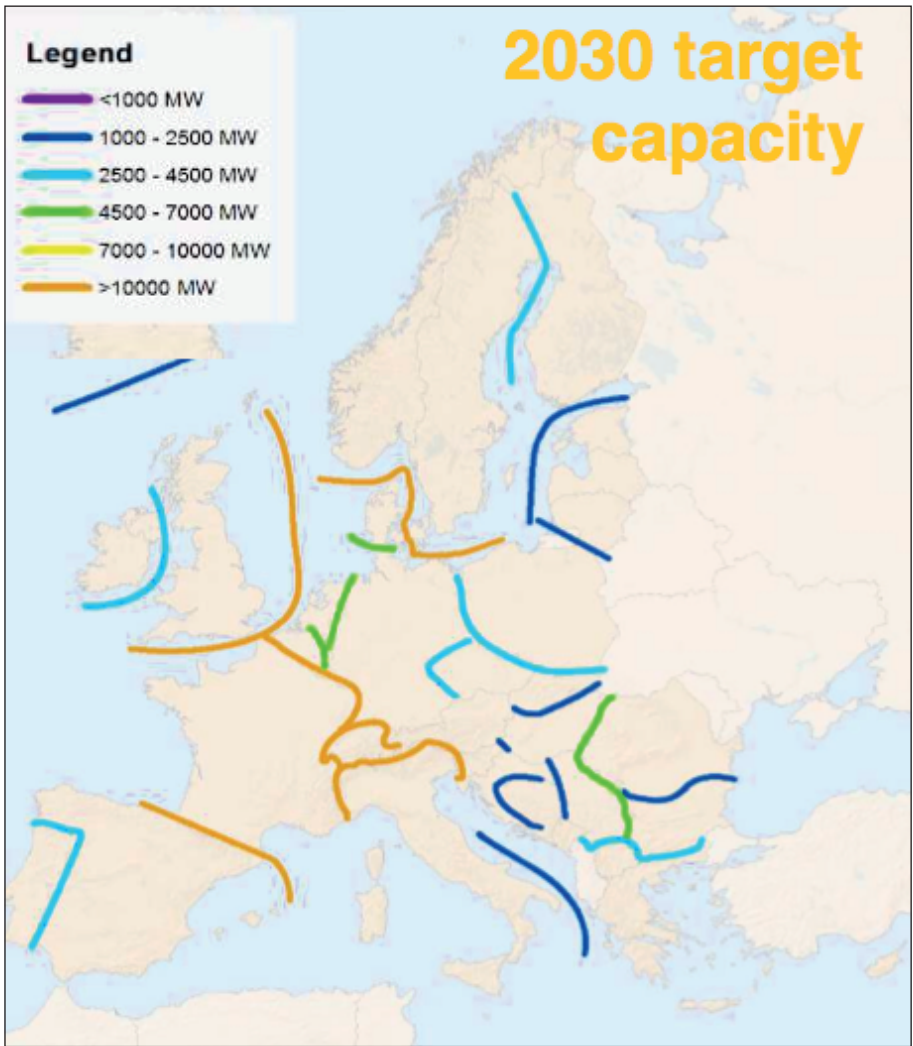 2030 target
capacity
Legend
<1000 MW
1000 - 2500 MW
2500 - 4500 MW
4500 - 7000 MW
7000 - 10000 MW
>10000 MW